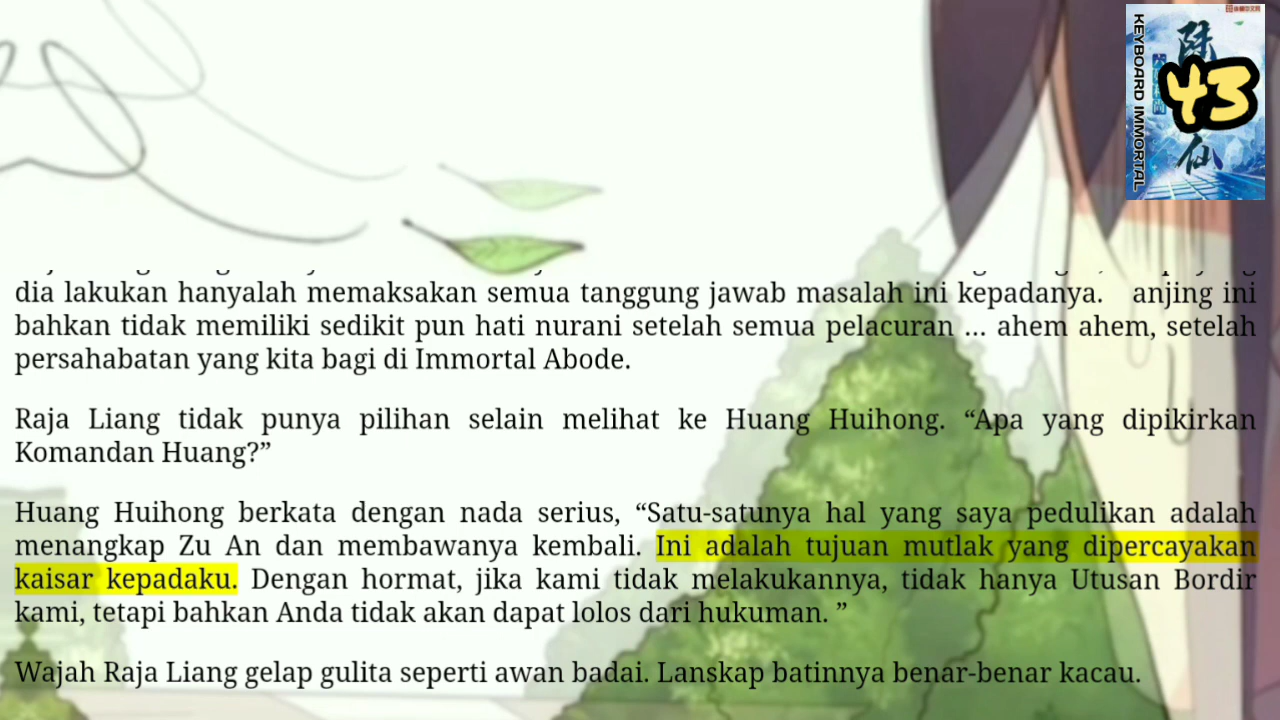 KEYBOARD IMMORTAL
陸
43
仙
dia lakukan hanyalah memaksakan semua tanggung jawab masalah ini kepadanya. anjing ini
bahkan tidak memiliki sedikit pun hati nurani setelah semua pelacuran ... ahem ahem, setelah
persahabatan yang kita bagi di Immortal Abode.
Raja Liang tidak punya pilihan selain melihat ke Huang Huihong. “Apa yang dipikirkan
Komandan Huang?”
Huang Huihong berkata dengan nada serius, “Satu-satunya hal yang saya pedulikan adalah
menangkap Zu An dan membawanya kembali. Ini adalah tujuan mutlak yang dipercayakan
kaisar kepadaku. Dengan hormat, jika kami tidak melakukannya, tidak hanya Utusan Bordir
kami, tetapi bahkan Anda tidak akan dapat lolos dari hukuman. ”
Wajah Raja Liang gelap gulita seperti awan badai. Lanskap batinnya benar-benar kacau.